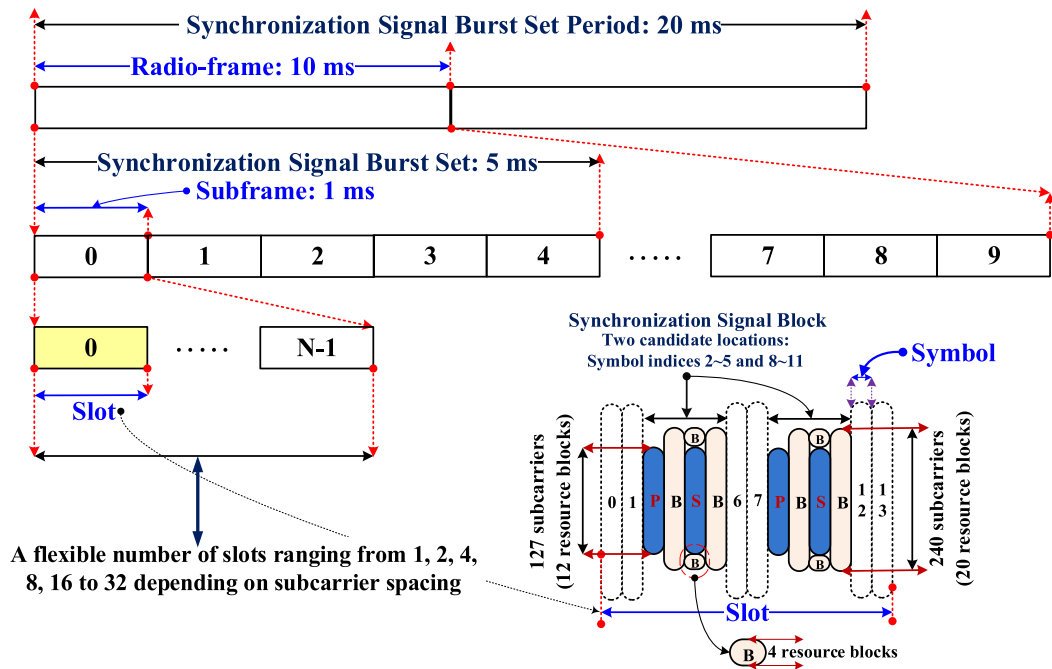 Synchronization Signal Burst Set Period: 20 ms
Radio-frame: 10 ms
Synchronization Signal Burst Set: 5 ms
Subframe: 1 ms
0 1 2 3 4 ..... 7 8 9
0 ..... N-1
Slot
A flexible number of slots ranging from 1, 2, 4,
8, 16 to 32 depending on subcarrier spacing
Synchronization Signal Block
Two candidate locations:
Symbol indices 2~5 and 8~11
Symbol
127 subcarriers
(12 resource blocks)
B B
0 1 P B S B 6 7 P B S B 12 13
B B
240 subcarriers
(20 resource blocks)
Slot
B 4 resource blocks